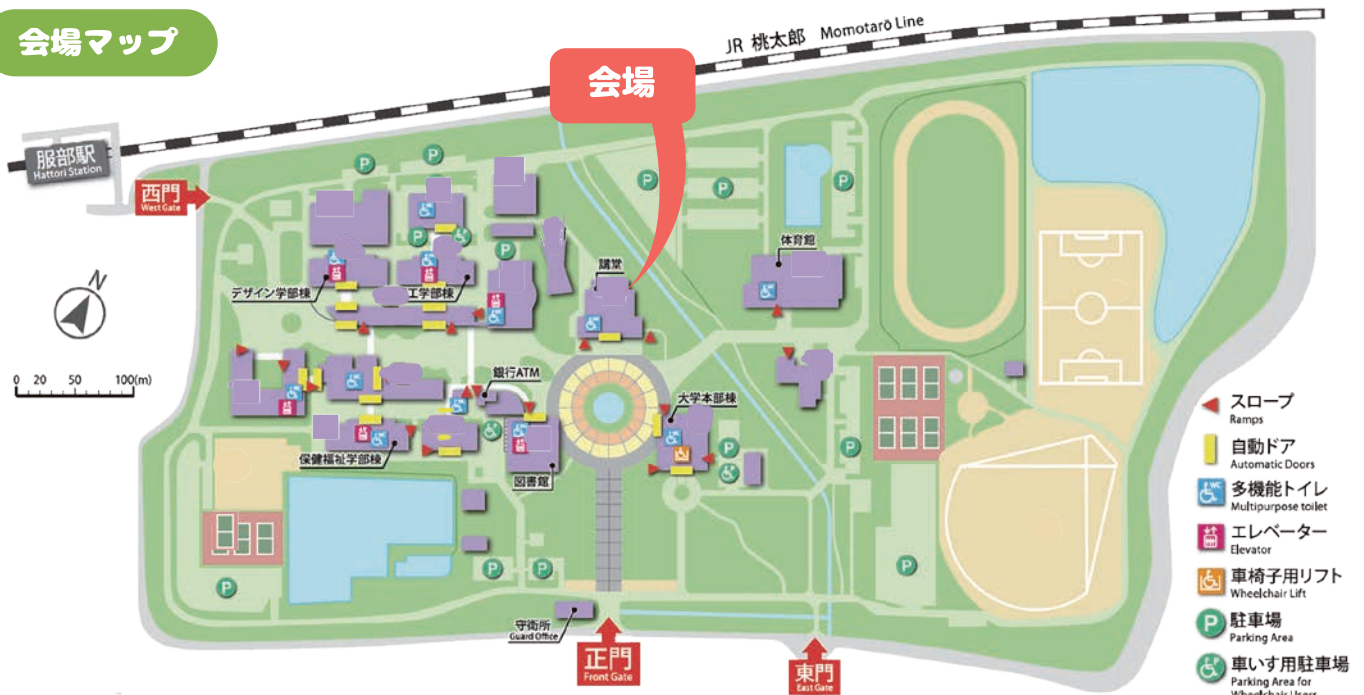 会場マップ
JR 桃太郎 Momotarō Line
会場
服部駅
Hattori Station
西門
West Gate
N
0 20 50 100(m)
P
P
P
P
P
P
P
体育館
講堂
デザイン学部棟
工学部棟
銀行ATM
大学本部棟
保健福祉学部棟
図書館
P
P
P
P
P
P
守衛所
Guard Office
正門
Front Gate
東門
East Gate
スロープ
Ramps
自動ドア
Automatic Doors
WC
多機能トイレ
Multipurpose toilet
エレベーター
Elevator
車椅子用リフト
Wheelchair Lift
P
駐車場
Parking Area
車いす用駐車場
Parking Area for
Wheelchair Users